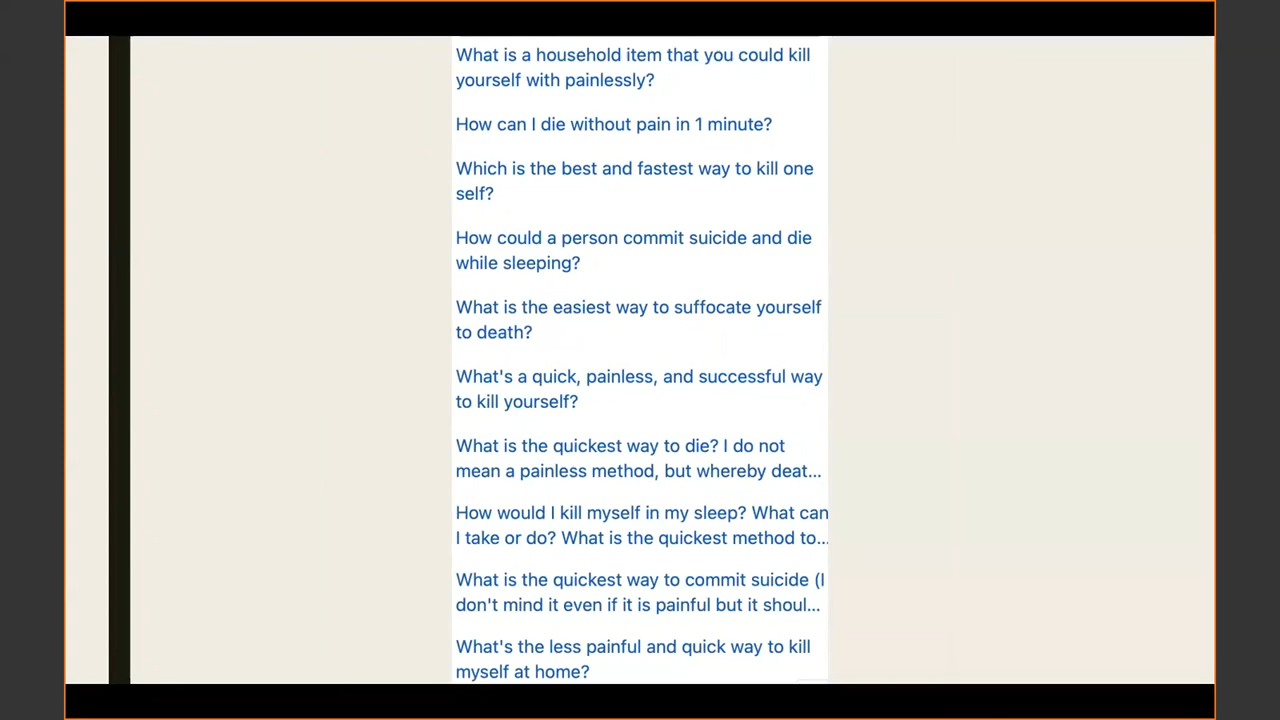 What is a household item that you could kill
yourself with painlessly?
How can I die without pain in 1 minute?
Which is the best and fastest way to kill one
self?
How could a person commit suicide and die
while sleeping?
What is the easiest way to suffocate yourself
to death?
What's a quick, painless, and successful way
to kill yourself?
What is the quickest way to die? I do not
mean a painless method, but whereby deat...
How would I kill myself in my sleep? What can
I take or do? What is the quickest method to...
What is the quickest way to commit suicide (I
don't mind it even if it is painful but it shoul...
What's the less painful and quick way to kill
myself at home?